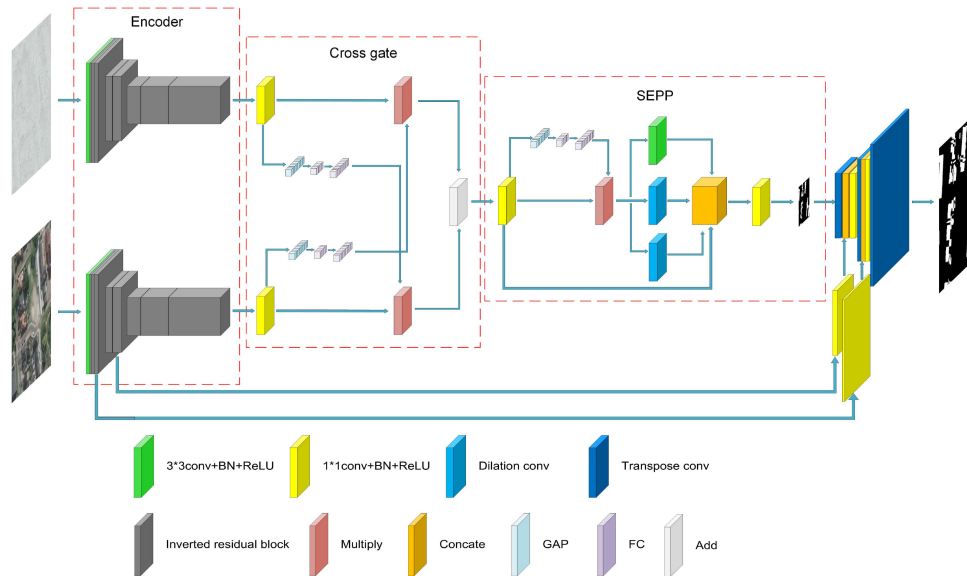 Encoder
Cross gate
SEPP
3*3conv+BN+ReLU
1*1conv+BN+ReLU
Dilation conv
Transpose conv
Inverted residual block
Multiply
Concate
GAP
FC
Add